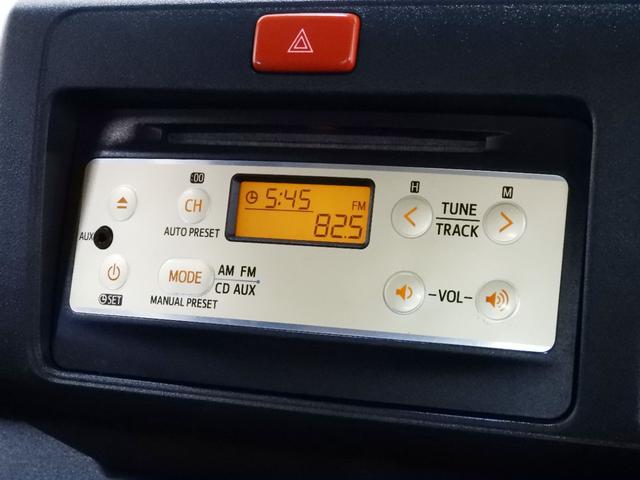 :00
H
M
CH
5:45
FM
82.5
TUNE
TRACK
AUX
AUTO PRESET
MODE
AM FM
CD AUX
-VOL-
SET
MANUAL PRESET